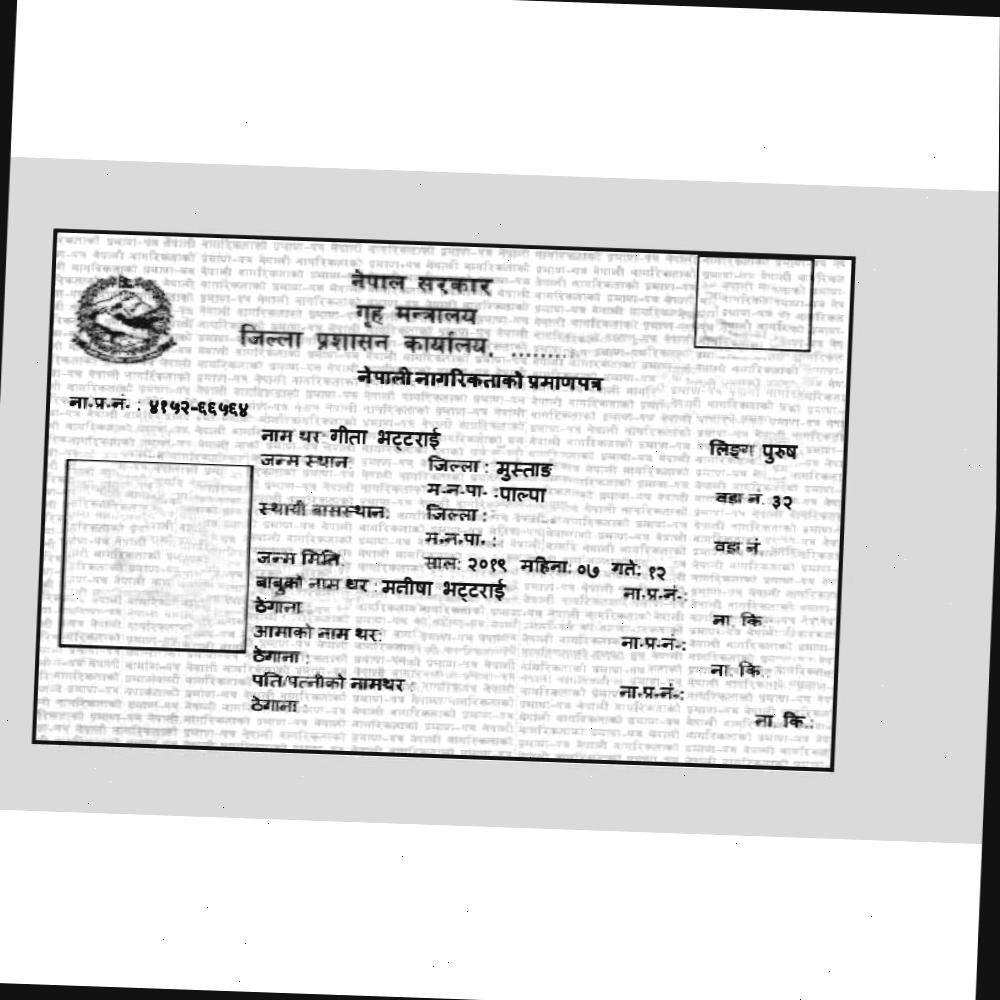 नेपाल सरकार
गृह मन्त्रालय
जिल्ला प्रशासन कार्यालय, .........
नेपाली नागरिकताको प्रमाणपत्र
ना.प्र.नं. : ४१५२-६६५६४
नाम थर: गीता भट्टराई लिङ्ग: पुरुष
जन्म स्थान: जिल्ला : मुस्ताङ
म.न.पा. : पाल्पा वडा नं. ३२
स्थायी बासस्थान: जिल्ला :
म.न.पा. : वडा नं.
जन्म मिति: साल: २०१९ महिना: ०७ गते: १२
बाबुको नाम थर : मतीषा भट्टराई ना.प्र.नं.:
ठेगाना : ना. कि.:
आमाको नाम थर: ना.प्र.नं.:
ठेगाना : ना. कि.:
पति/पत्नीको नामथर : ना.प्र.नं.:
ठेगाना : ना. कि.: